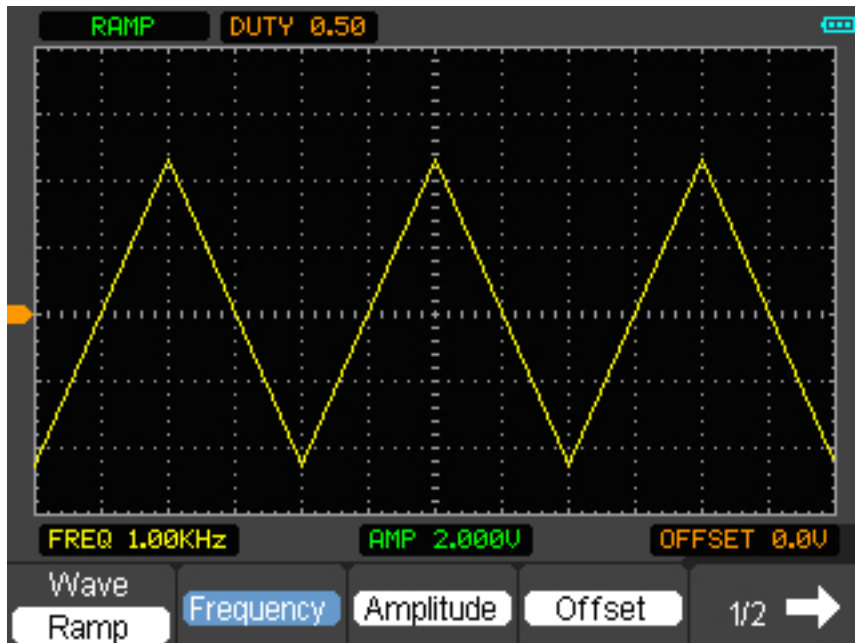 RAMP DUTY 0.50
FREQ 1.00KHz AMP 2.000V OFFSET 0.0V
Wave
Ramp Frequency Amplitude Offset 1/2